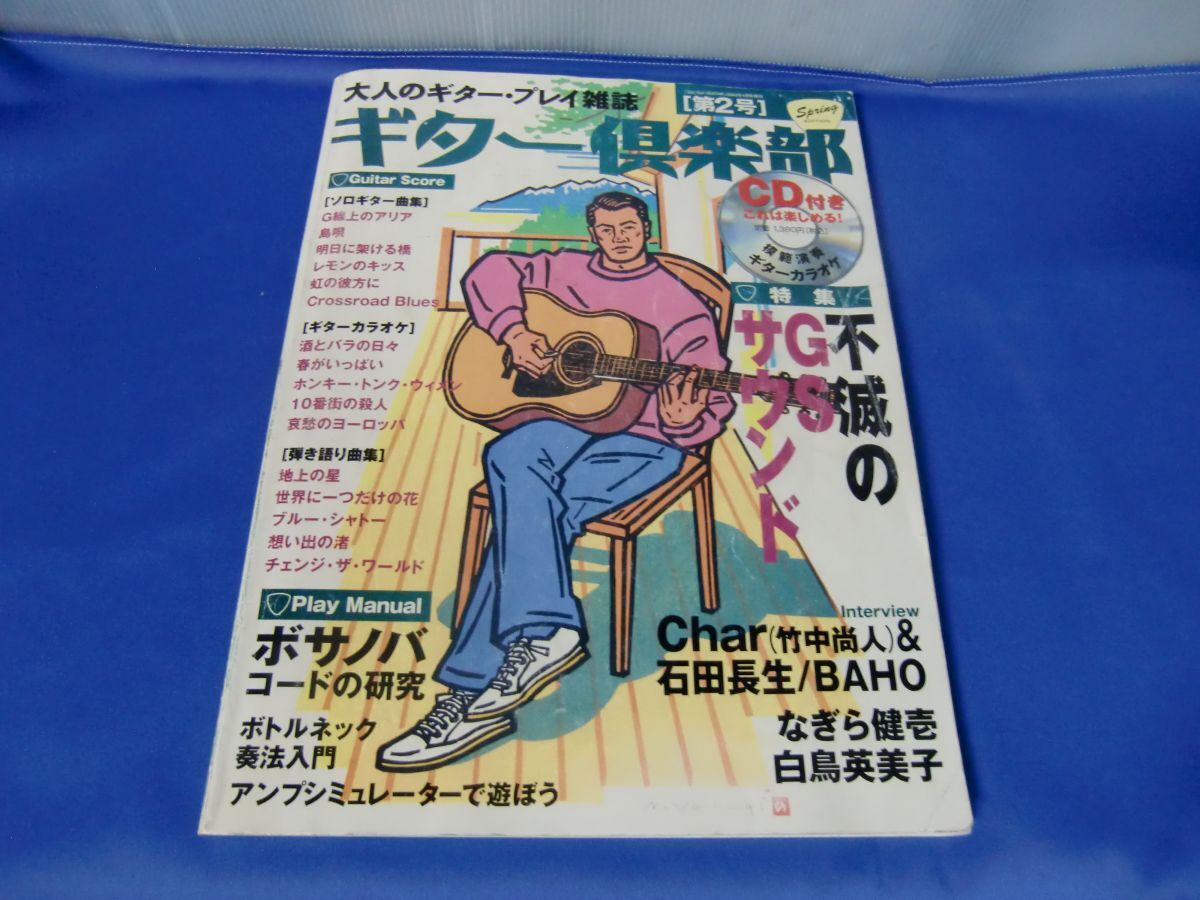 大人のギター・プレイ雑誌
[第2号]
Spring
EDITION
ギター倶楽部
CD付き
これは楽しめる!
定価 1,380円[税込]
模範演奏
ギターカラオケ
Guitar Score
[ソロギター曲集]
G線上のアリア
島唄
明日に架ける橋
レモンのキッス
虹の彼方に
Crossroad Blues
[ギターカラオケ]
酒とバラの日々
春がいっぱい
ホンキー・トンク・ウィメン
10番街の殺人
哀愁のヨーロッパ
[弾き語り曲集]
地上の星
世界に一つだけの花
ブルー・シャトー
想い出の渚
チェンジ・ザ・ワールド
特集
不滅の
GS
サウンド
Play Manual
ボサノバ
コードの研究
ボトルネック
奏法入門
アンプシミュレーターで遊ぼう
Interview
Char(竹中尚人)&
石田長生/BAHO
なぎら健壱
白鳥英美子